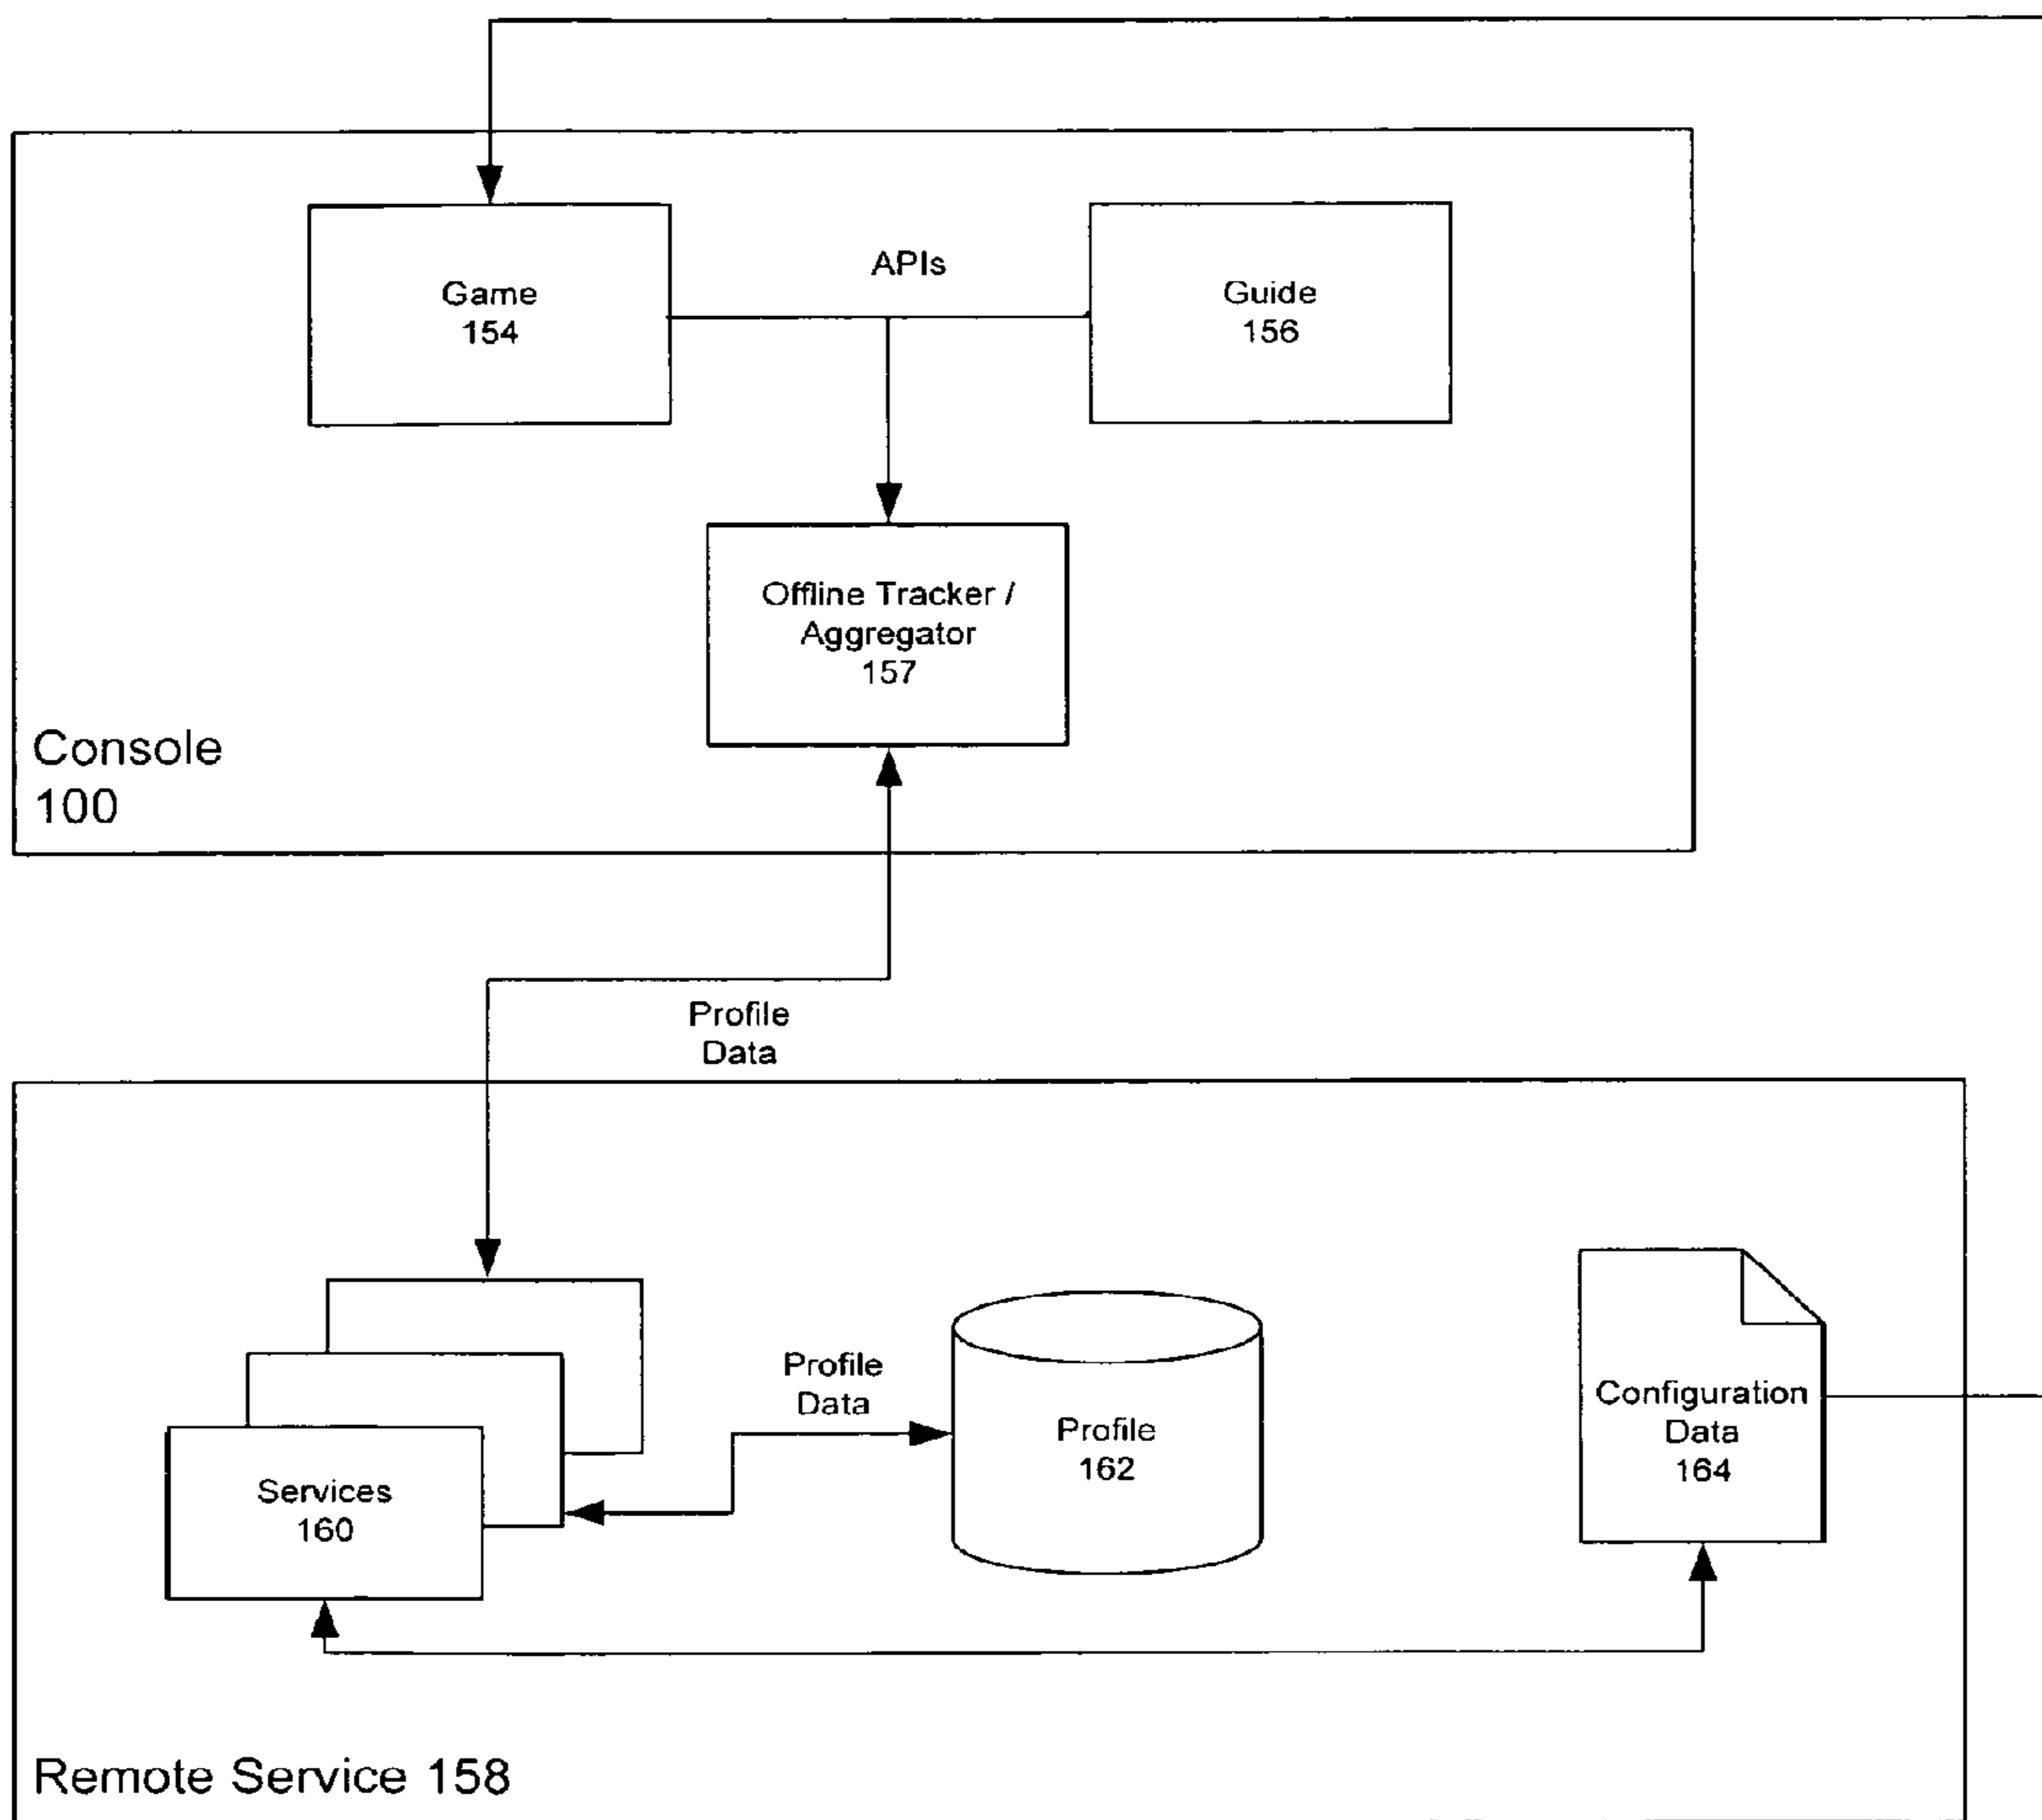 APIs
Game
154
Guide
156
Offline Tracker /
Aggregator
157
Console
100
Profile
Data
Profile
Data
Services
160
Profile
162
Configuration
Data
164
Remote Service 158